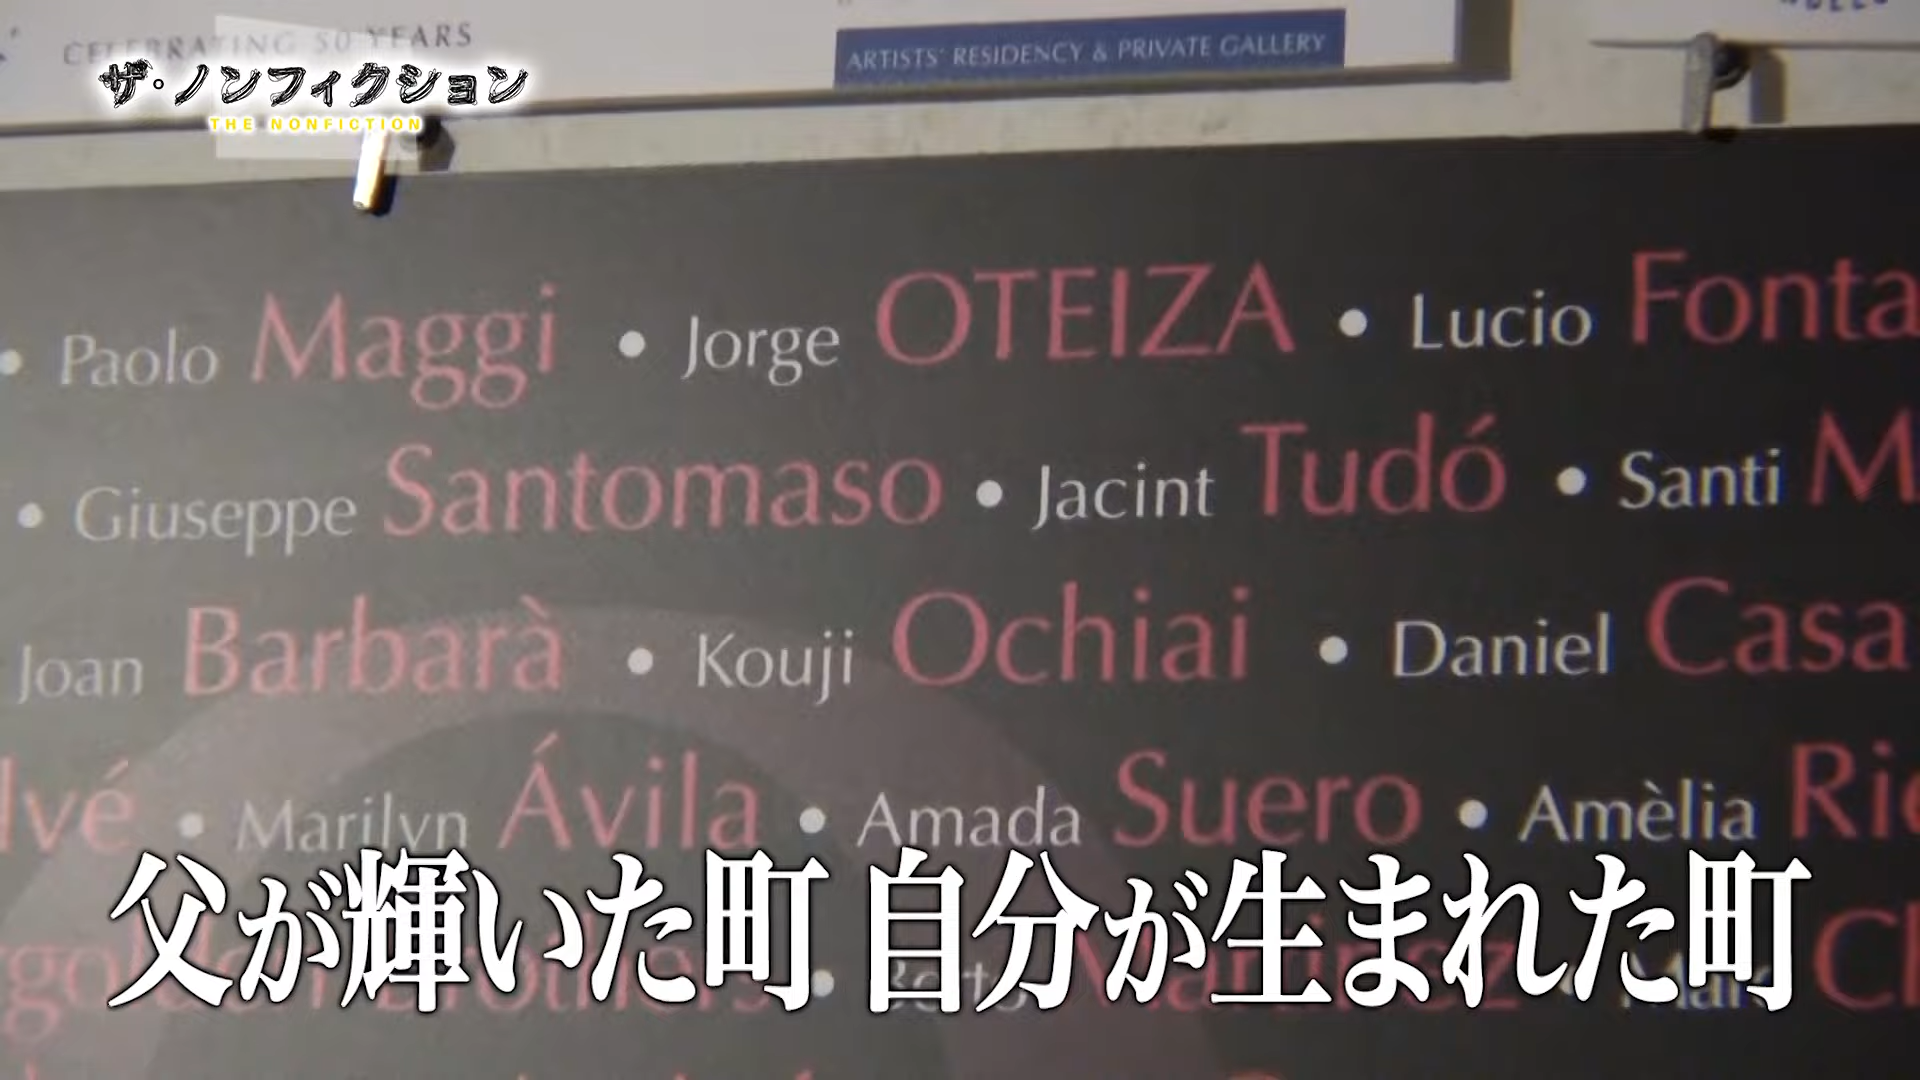 CELEBRATING 50 YEARS
ARTISTS' RESIDENCY & PRIVATE GALLERY
ザ・ノンフィクション
THE NONFICTION
• Paolo Maggi • Jorge OTEIZA • Lucio Fonta
• Giuseppe Santomaso • Jacint Tudó • Santi M
Joan Barbarà • Kouji Ochiai • Daniel Casa
lvé • Marilyn Ávila • Amada Suero • Amèlia Ri
父が輝いた町 自分が生まれた町